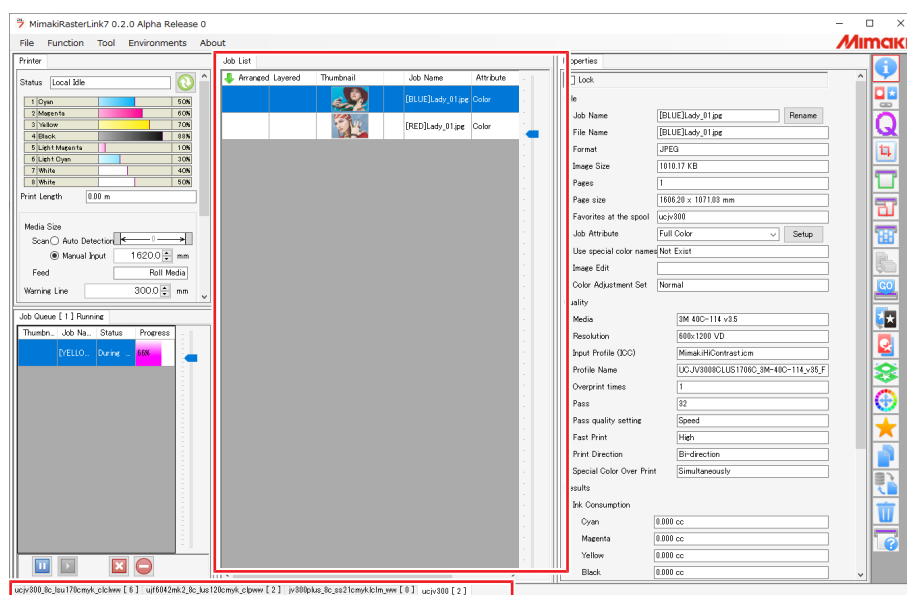 MimakiRasterLink7 0.2.0 Alpha Release 0
File Function Tool Environments About
Mimaki
Printer
Status Local Idle
1 Cyan 50%
2 Magenta 60%
3 Yellow 70%
4 Black 88%
5 Light Magenta 10%
6 Light Cyan 30%
7 White 40%
8 White 50%
Print Length 0.00 m
Media Size
Scan Auto Detection 0
Manual Input 1620.0 mm
Feed Roll Media
Warning Line 300.0 mm
Job Queue [ 1 ] Running
Thumbn... Job Na... Status Progress
[YELLO... During ... 66%
Job List
Arranged Layered Thumbnail Job Name Attribute
[BLUE]Lady_01.jpg Color
[RED]Lady_01.jpg Color
operties
Lock
le
Job Name [BLUE]Lady_01.jpg Rename
File Name [BLUE]Lady_01.jpg
Format JPEG
Image Size 1010.17 KB
Pages 1
Page size 1606.20 x 1071.03 mm
Favorites at the spool ucjv300
Job Attribute Full Color Setup
Use special color names Not Exist
Image Edit
Color Adjustment Set Normal
uality
Media 3M 40C-114 v3.5
Resolution 600x1200 VD
Input Profile (ICC) MimakiHiContrast.icm
Profile Name UCJV3008CLUS1706C_3M-40C-114_v35_F
Overprint times 1
Pass 32
Pass quality setting Speed
Fast Print High
Print Direction Bi-direction
Special Color Over Print Simultaneously
esults
Ink Consumption
Cyan 0.000 cc
Magenta 0.000 cc
Yellow 0.000 cc
Black 0.000 cc
GO
ucjv300_8c_lsu170cmyk_clclww [ 6 ] ujf6042mk2_8c_lus120cmyk_clpww [ 2 ] jv300plus_8c_ss21cmyklclm_ww [ 0 ] ucjv300 [ 2 ]